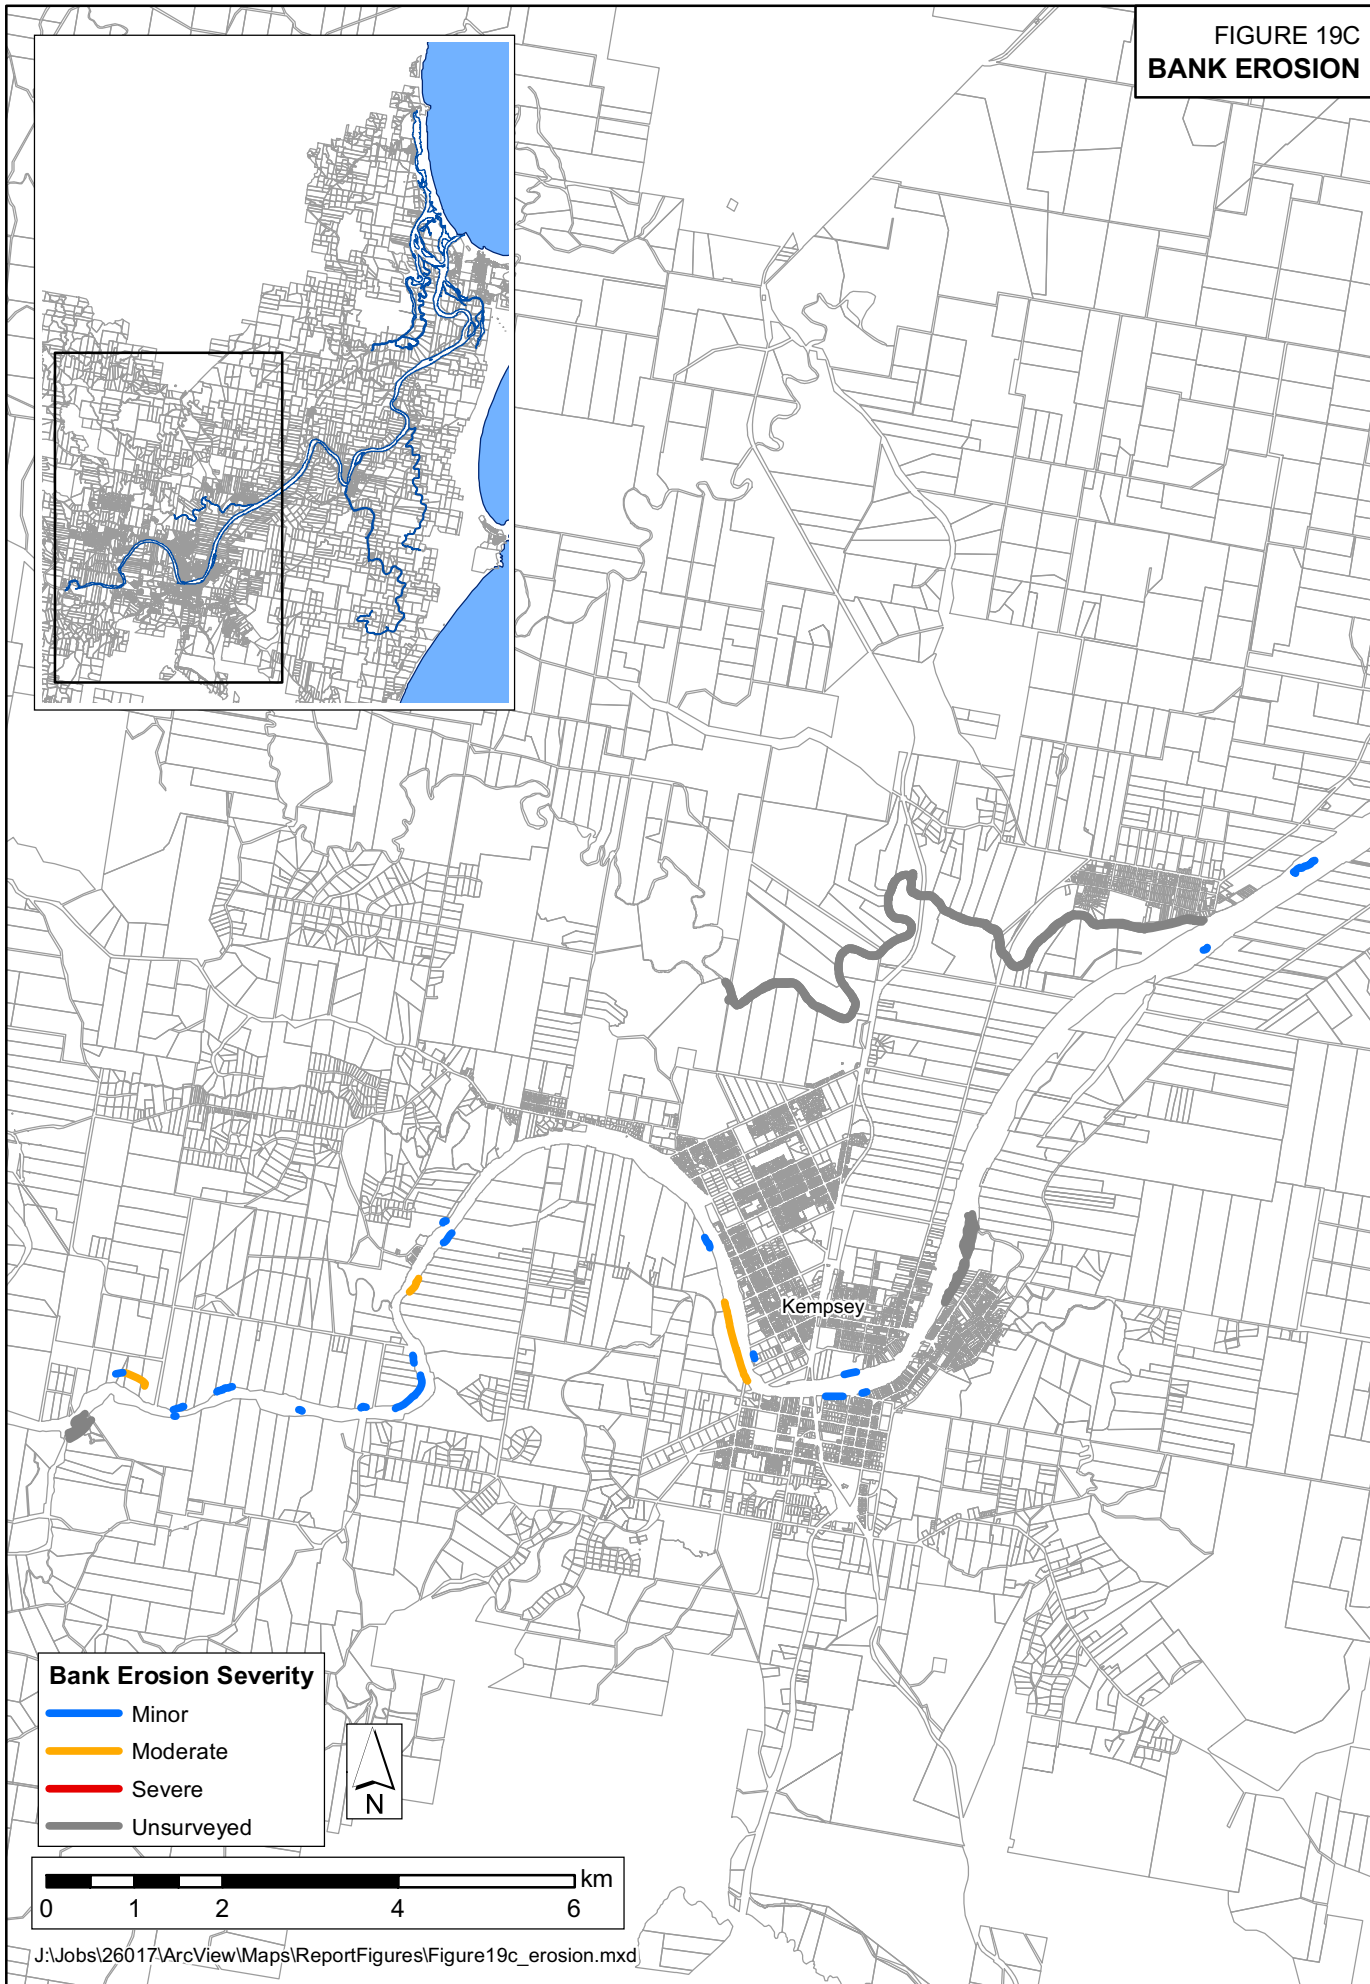 FIGURE 19C
BANK EROSION
Kempsey
Bank Erosion Severity
Minor
Moderate
Severe
Unsurveyed
N
km
0 1 2 4 6
J:\Jobs\26017\ArcView\Maps\ReportFigures\Figure19c_erosion.mxd